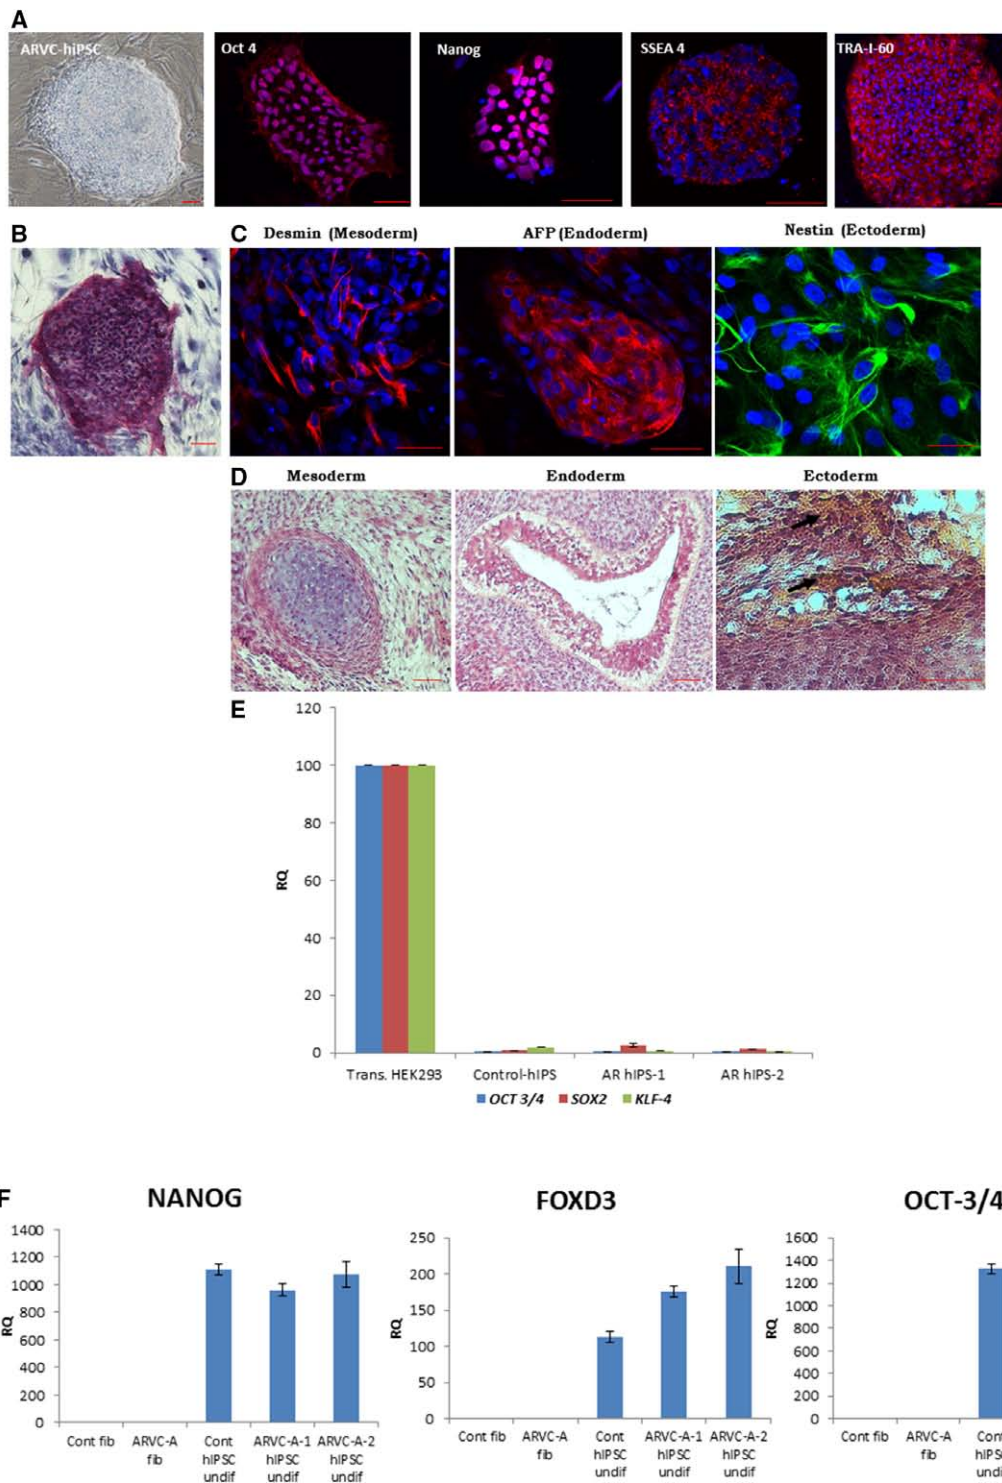 A
ARVC-hiPSC
Oct 4
Nanog
SSEA 4
TRA-I-60
B
C
Desmin (Mesoderm)
AFP (Endoderm)
Nestin (Ectoderm)
D
Mesoderm
Endoderm
Ectoderm
E
120
100
80
60
40
20
0
RQ
Trans. HEK293
Control-hIPS
AR hIPS-1
AR hIPS-2
OCT 3/4
SOX2
KLF-4
F
NANOG
1400
1200
1000
800
600
400
200
0
RQ
Cont fib
ARVC-A
fib
Cont
hIPSC
undif
ARVC-A-1
hIPSC
undif
ARVC-A-2
hIPSC
undif
FOXD3
250
200
150
100
50
0
RQ
Cont fib
ARVC-A
fib
Cont
hIPSC
undif
ARVC-A-1
hIPSC
undif
ARVC-A-2
hIPSC
undif
OCT-3/4
1600
1400
1200
1000
800
600
400
200
0
RQ
Cont fib
ARVC-A
fib